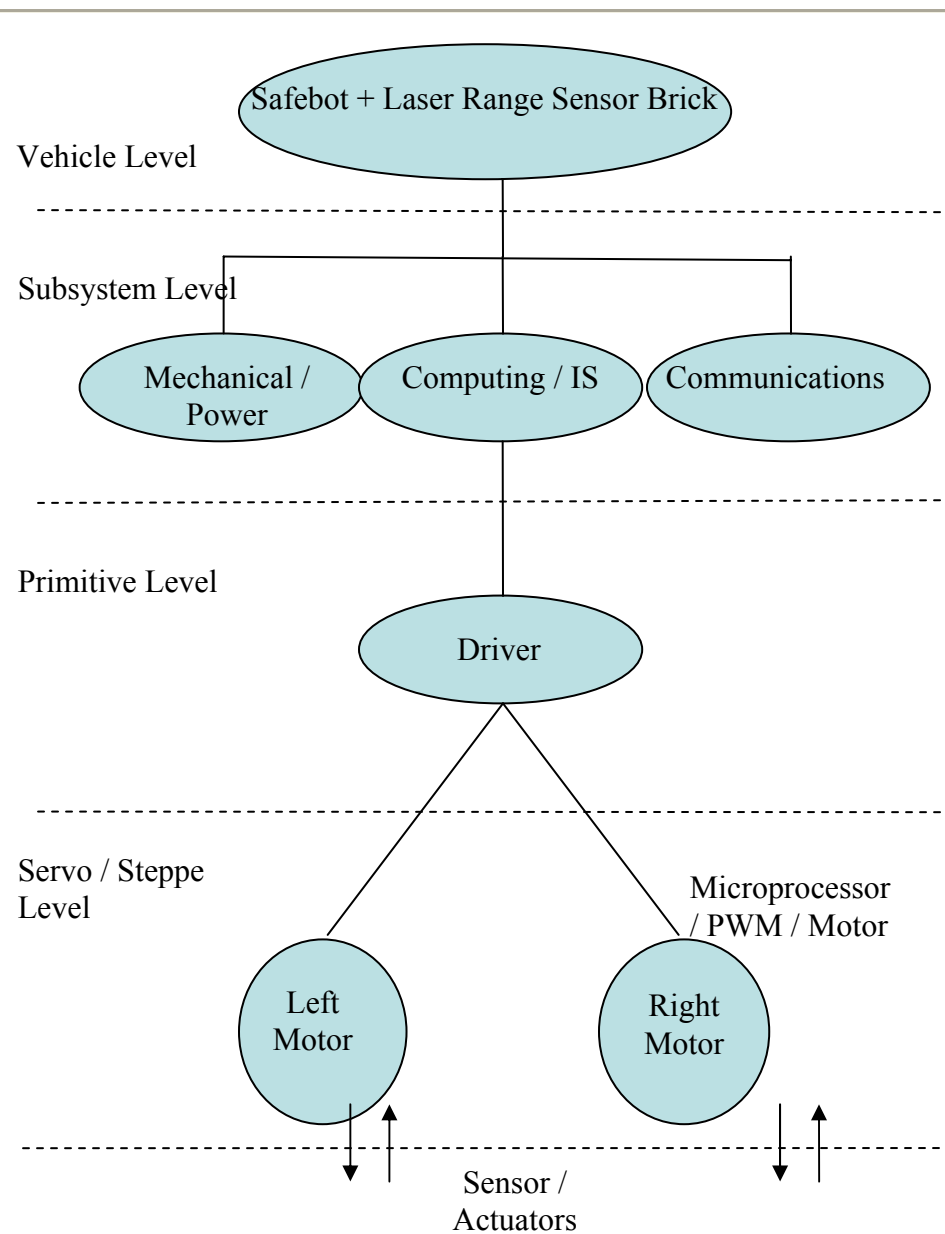 Safebot + Laser Range Sensor Brick
Vehicle Level
Subsystem Level
Mechanical /
Power
Computing / IS
Communications
Primitive Level
Driver
Servo / Steppe
Level
Microprocessor
/ PWM / Motor
Left
Motor
Right
Motor
Sensor /
Actuators